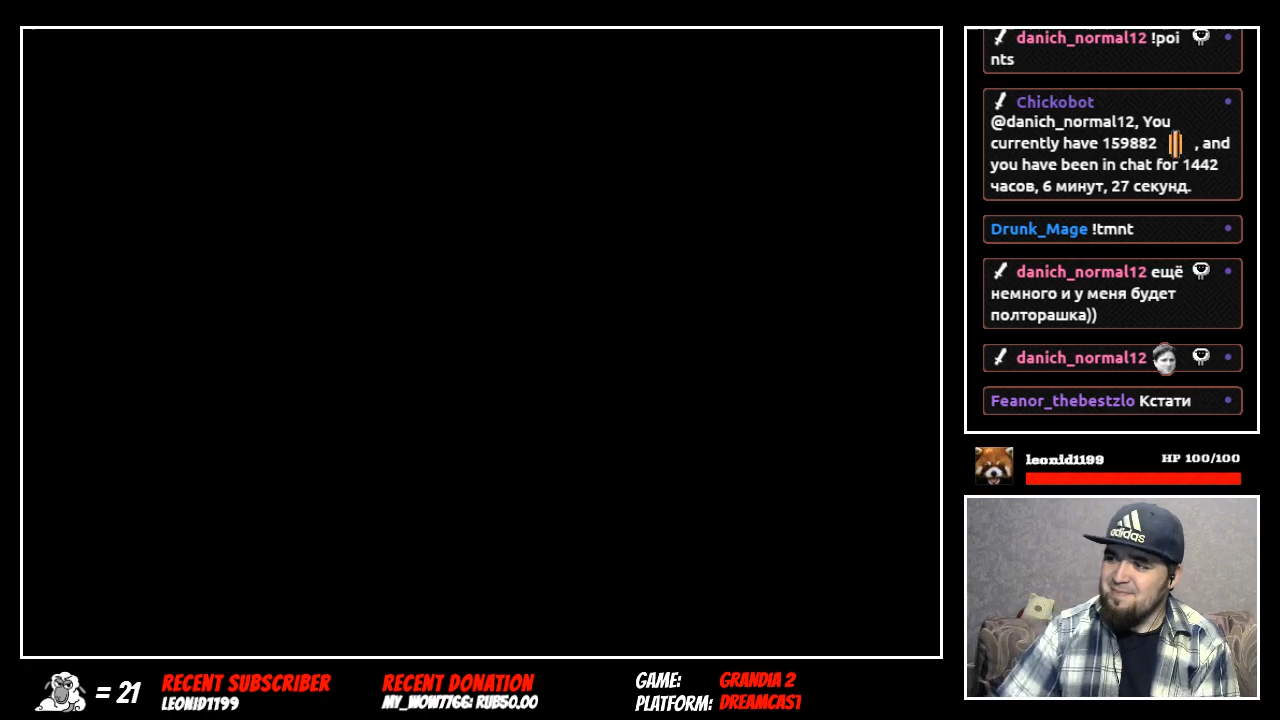 danich_normal12 !poi
nts
Chickobot
@danich_normal12, You
currently have 159882 , and
you have been in chat for 1442
часов, 6 минут, 27 секунд.
Drunk_Mage !tmnt
danich_normal12 ещё
немного и у меня будет
полторашка))
danich_normal12
Feanor_thebestzlo Кстати
leonid1199 HP 100/100
adidas
= 21
RECENT SUBSCRIBER
LEONID1199
RECENT DONATION
MY_WOW7766: RUB50.00
GAME: GRANDIA 2
PLATFORM: DREAMCAST